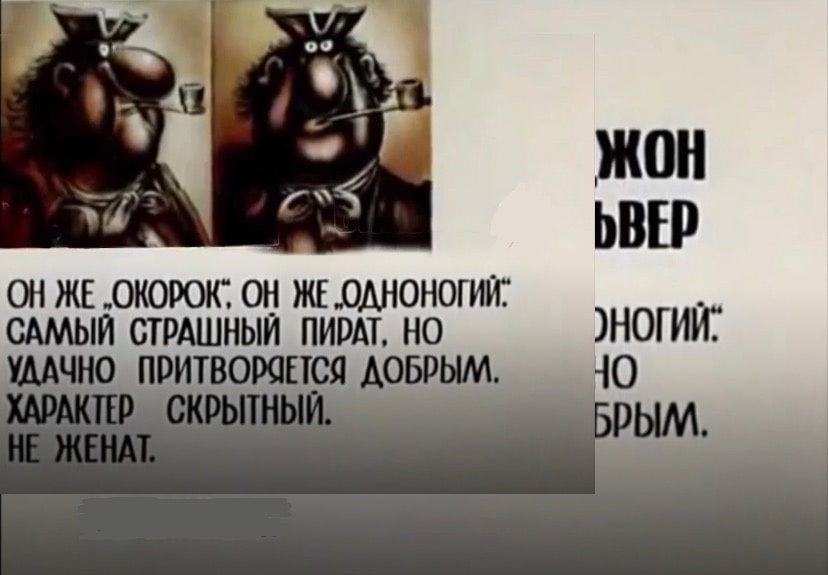 ЖОН
ЬВЕР
ОН ЖЕ „ОКОРОК“, ОН ЖЕ „ОДНОНОГИЙ“.
САМЫЙ СТРАШНЫЙ ПИРАТ, НО
УДАЧНО ПРИТВОРЯЕТСЯ ДОБРЫМ.
ХАРАКТЕР СКРЫТНЫЙ.
НЕ ЖЕНАТ.
НОГИЙ“.
НО
БРЫМ.